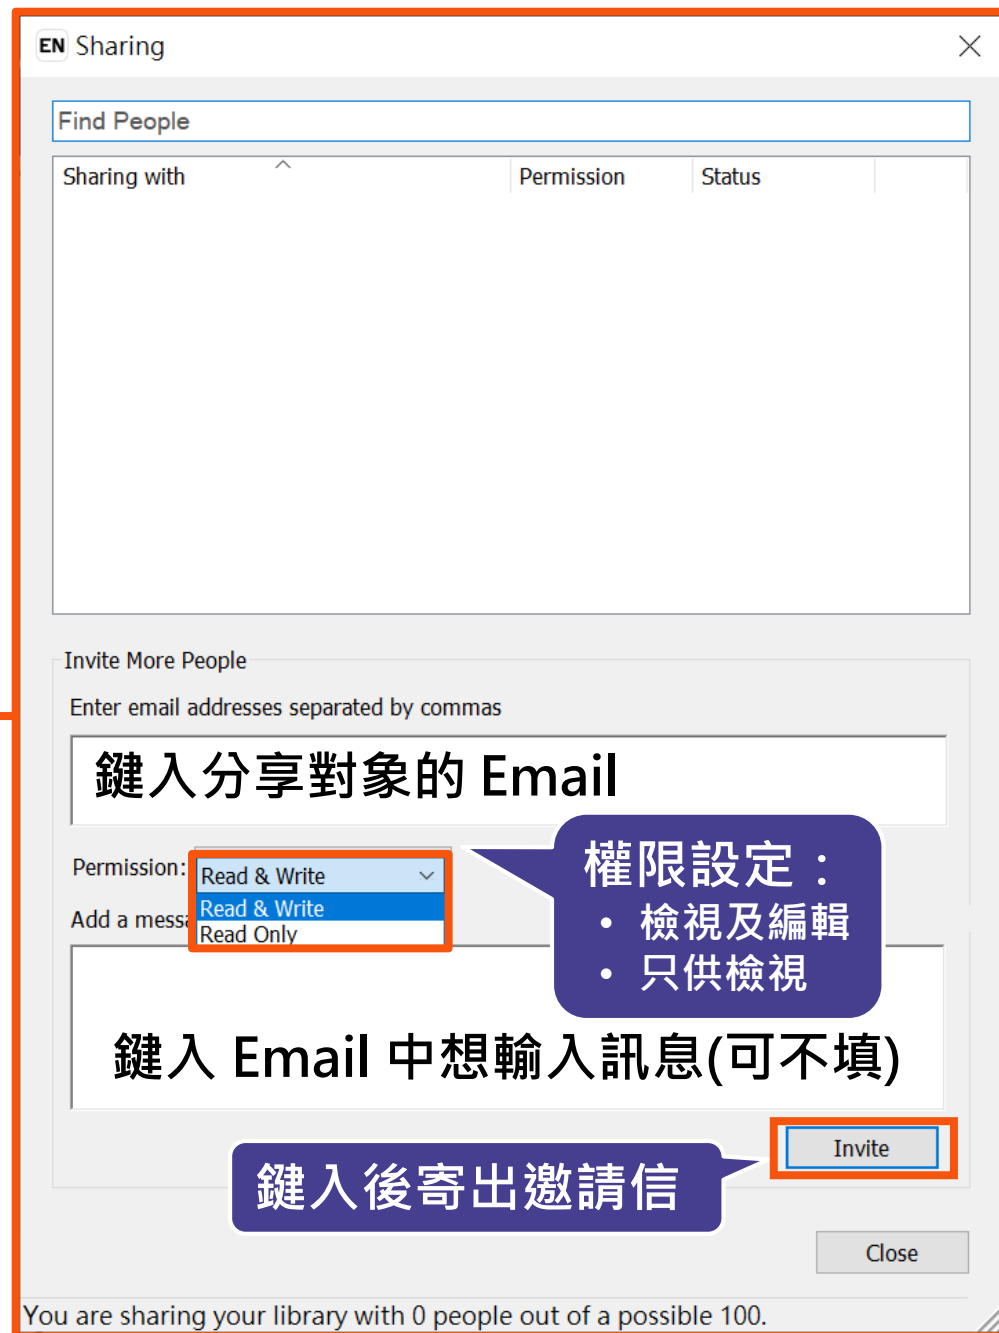 EN Sharing
Find People
Sharing with Permission Status
Invite More People
Enter email addresses separated by commas
鍵入分享對象的 Email
Permission: Read & Write
Read & Write
Read Only
權限設定：
• 檢視及編輯
• 只供檢視
Add a
鍵入 Email 中想輸入訊息(可不填)
Invite
鍵入後寄出邀請信
Close
You are sharing your library with 0 people out of a possible 100.